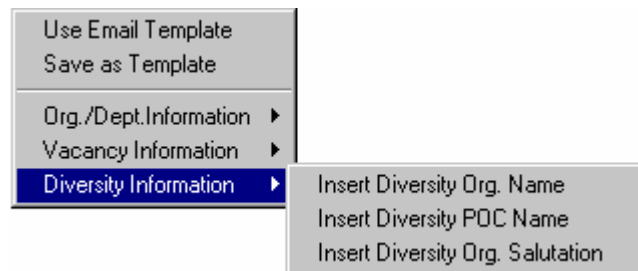 Use Email Template
Save as Template
Org./Dept.Information
Vacancy Information
Diversity Information
Insert Diversity Org. Name
Insert Diversity POC Name
Insert Diversity Org. Salutation